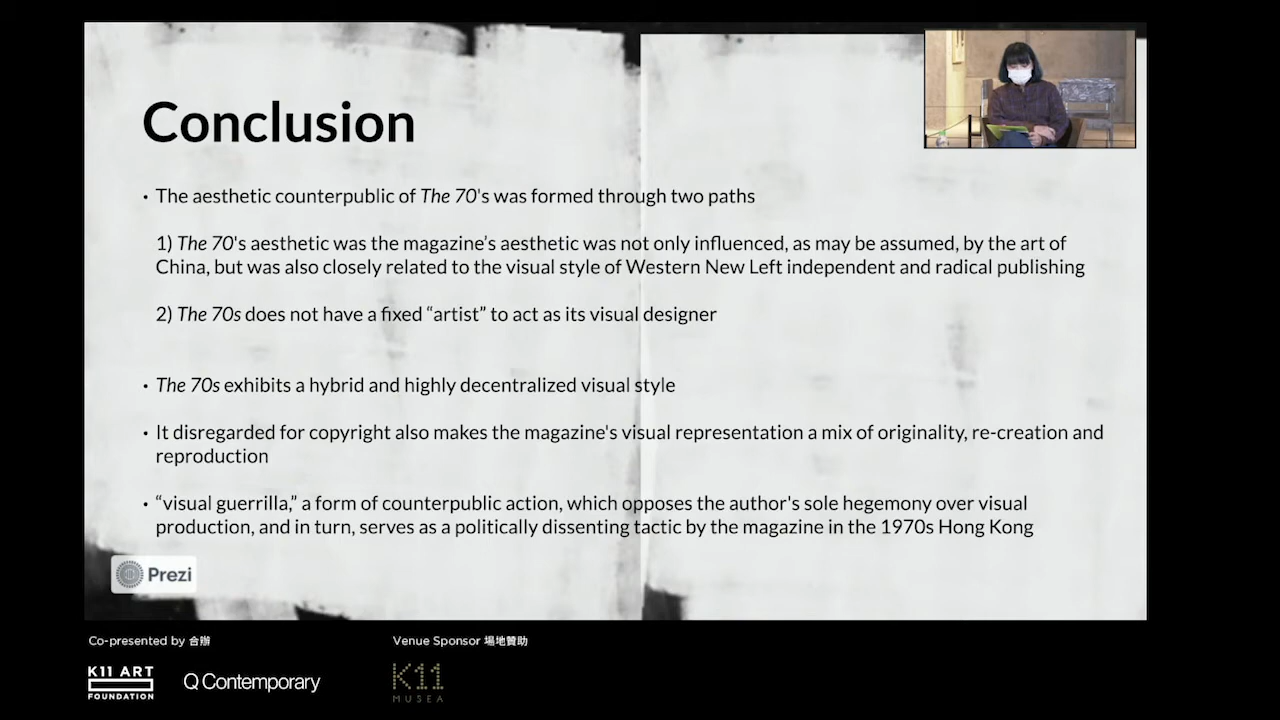 Conclusion
• The aesthetic counterpublic of The 70's was formed through two paths
1) The 70's aesthetic was the magazine's aesthetic was not only influenced, as may be assumed, by the art of
China, but was also closely related to the visual style of Western New Left independent and radical publishing
2) The 70s does not have a fixed “artist” to act as its visual designer
• The 70s exhibits a hybrid and highly decentralized visual style
• It disregarded for copyright also makes the magazine's visual representation a mix of originality, re-creation and
reproduction
• “visual guerrilla,” a form of counterpublic action, which opposes the author's sole hegemony over visual
production, and in turn, serves as a politically dissenting tactic by the magazine in the 1970s Hong Kong
Prezi
Co-presented by 合辦
Venue Sponsor 場地贊助
K11 ART
FOUNDATION
Q Contemporary
K11
MUSEA